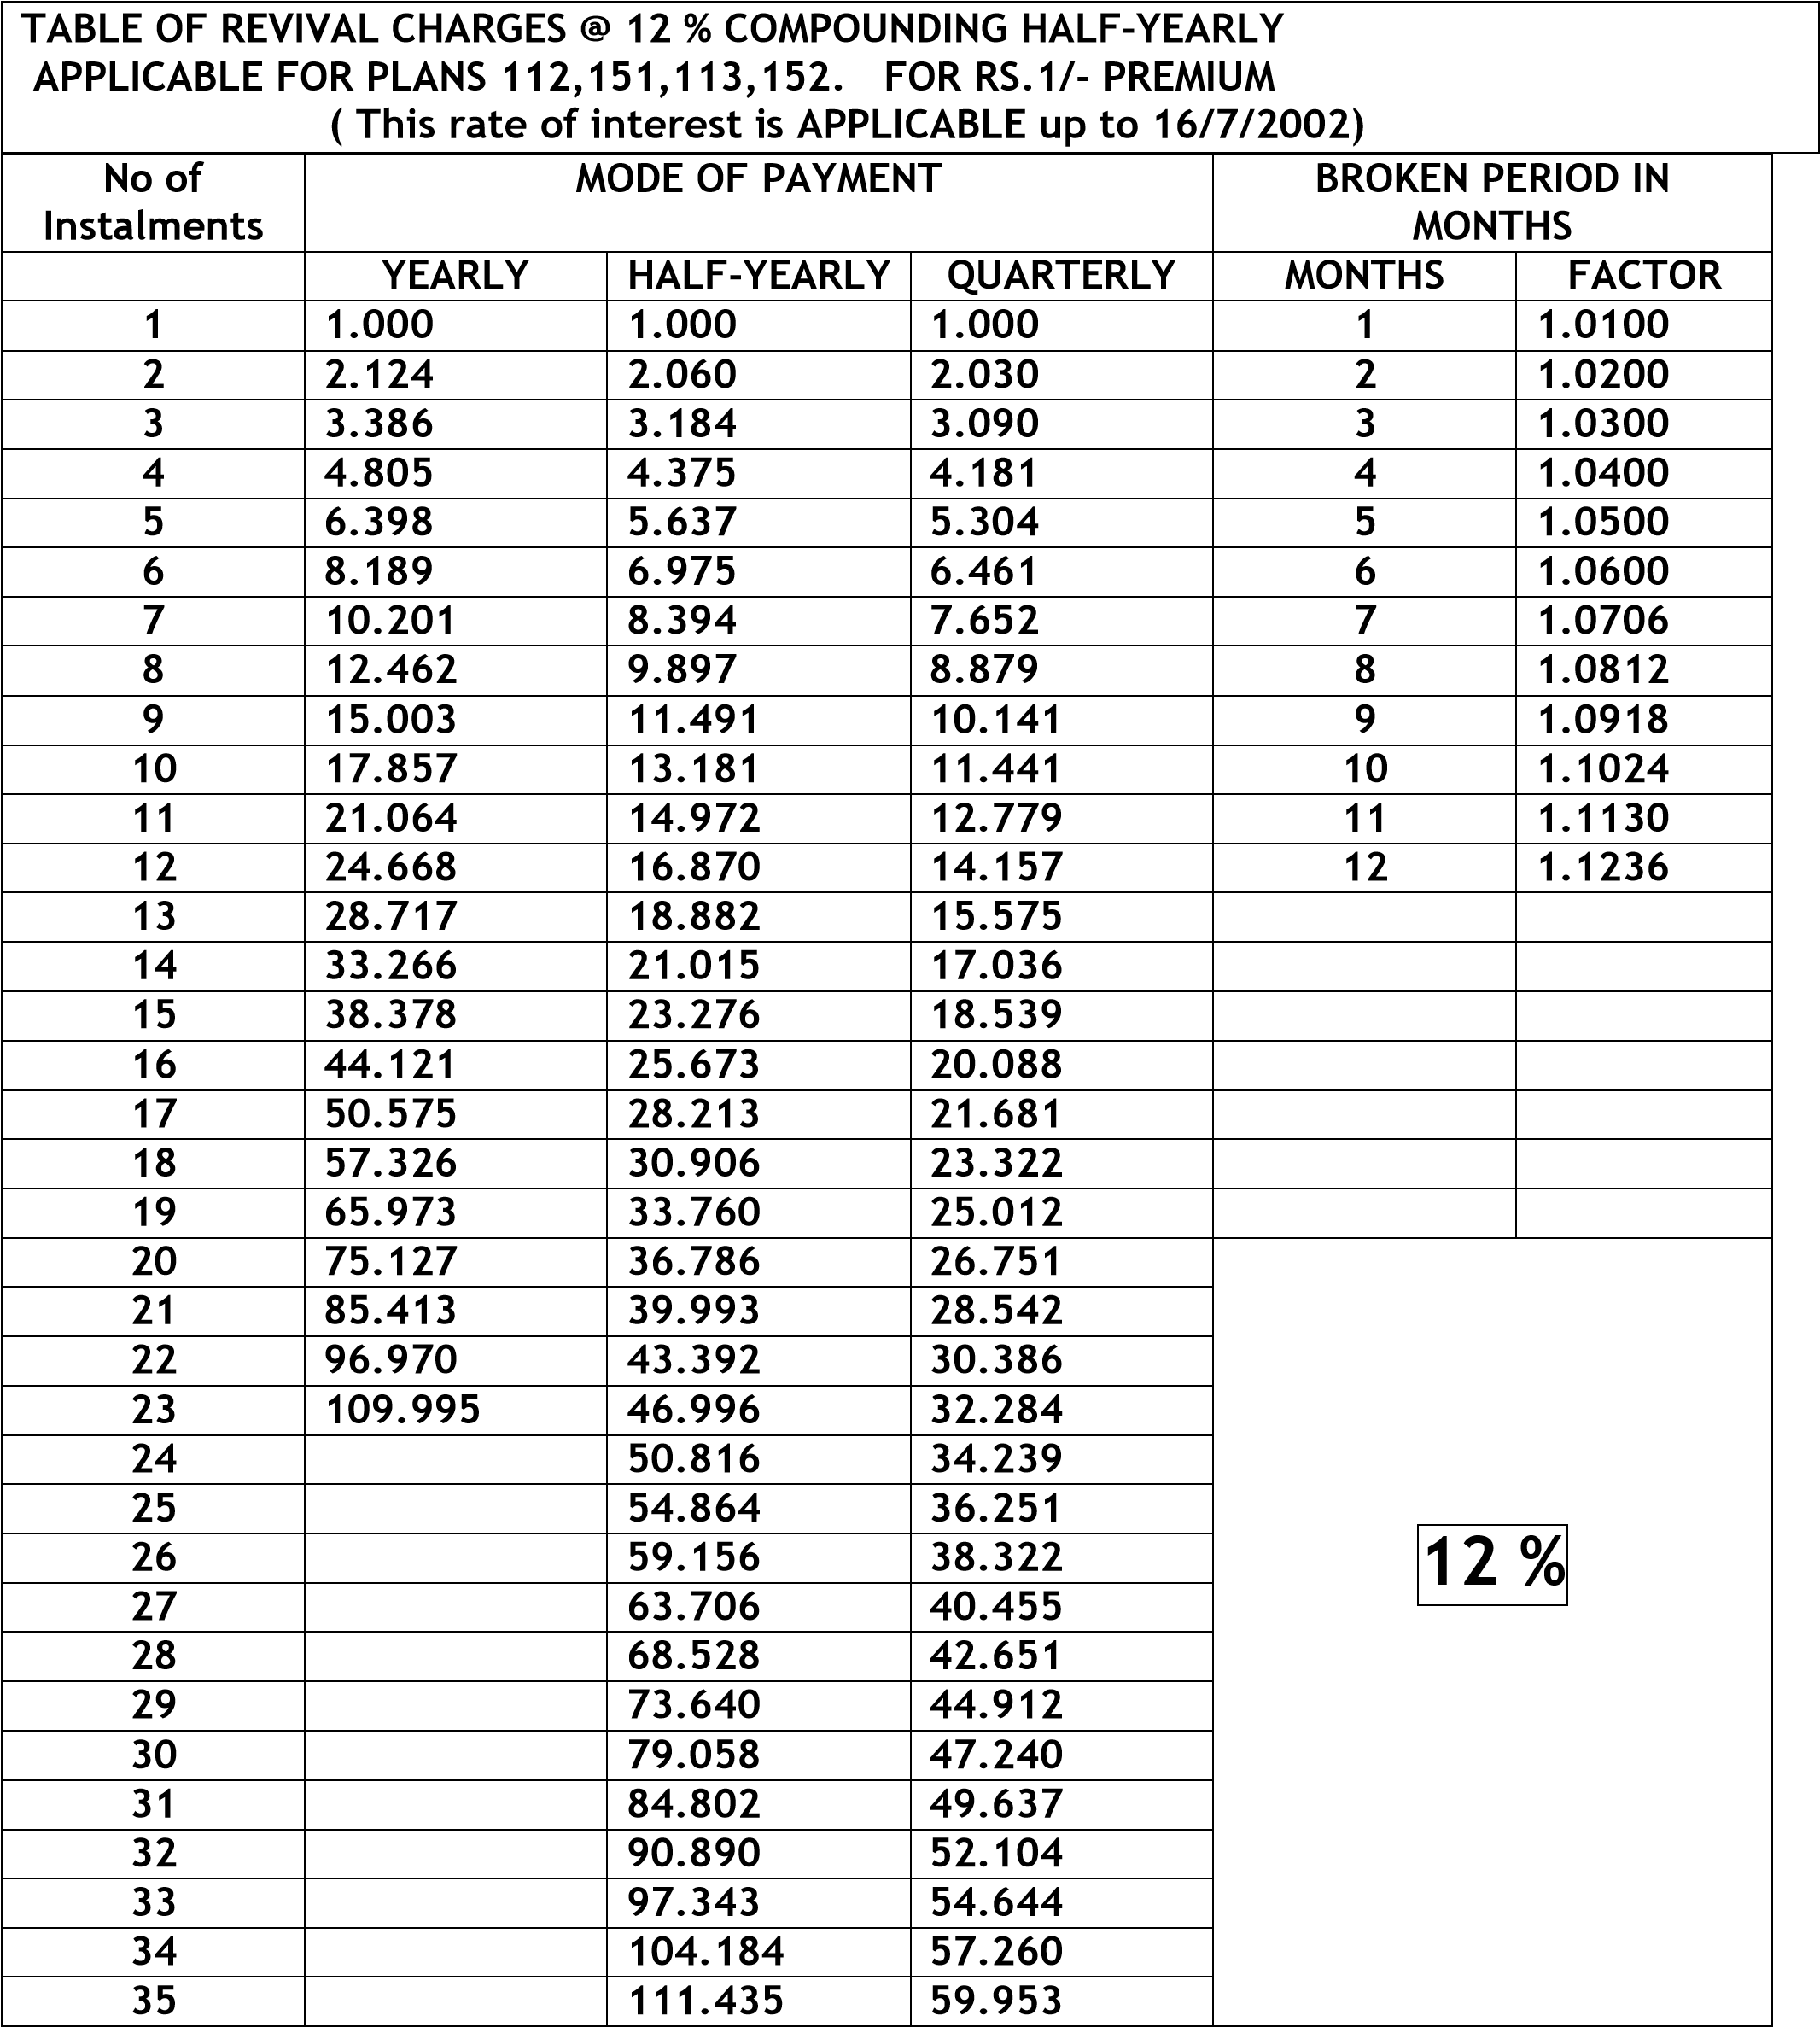 TABLE OF REVIVAL CHARGES @ 12 % COMPOUNDING HALF-YEARLY
APPLICABLE FOR PLANS 112,151,113,152. FOR RS.1/- PREMIUM
( This rate of interest is APPLICABLE up to 16/7/2002)
No of Instalments MODE OF PAYMENT BROKEN PERIOD IN MONTHS
YEARLY HALF-YEARLY QUARTERLY MONTHS FACTOR
1 1.000 1.000 1.000 1 1.0100
2 2.124 2.060 2.030 2 1.0200
3 3.386 3.184 3.090 3 1.0300
4 4.805 4.375 4.181 4 1.0400
5 6.398 5.637 5.304 5 1.0500
6 8.189 6.975 6.461 6 1.0600
7 10.201 8.394 7.652 7 1.0706
8 12.462 9.897 8.879 8 1.0812
9 15.003 11.491 10.141 9 1.0918
10 17.857 13.181 11.441 10 1.1024
11 21.064 14.972 12.779 11 1.1130
12 24.668 16.870 14.157 12 1.1236
13 28.717 18.882 15.575
14 33.266 21.015 17.036
15 38.378 23.276 18.539
16 44.121 25.673 20.088
17 50.575 28.213 21.681
18 57.326 30.906 23.322
19 65.973 33.760 25.012
20 75.127 36.786 26.751
21 85.413 39.993 28.542
22 96.970 43.392 30.386
23 109.995 46.996 32.284
24 50.816 34.239
25 54.864 36.251
26 59.156 38.322
12 %
27 63.706 40.455
28 68.528 42.651
29 73.640 44.912
30 79.058 47.240
31 84.802 49.637
32 90.890 52.104
33 97.343 54.644
34 104.184 57.260
35 111.435 59.953